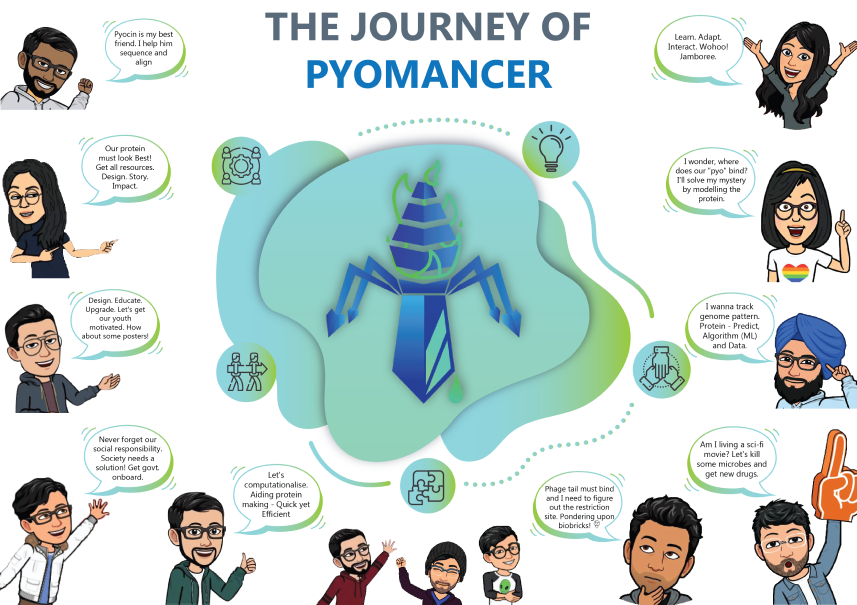 THE JOURNEY OF
PYOMANCER
Pyocin is my best
friend. I help him
sequence and
align
Learn. Adapt.
Interact. Wohoo!
Jamboree.
Our protein
must look Best!
Get all resources.
Design. Story.
Impact.
I wonder, where
does our "pyo" bind?
I'll solve my mystery
by modelling the
protein.
Design. Educate.
Upgrade. Let's get
our youth
motivated. How
about some posters!
I wanna track
genome pattern.
Protein - Predict,
Algorithm (ML)
and Data.
Never forget our
social responsibility.
Society needs a
solution! Get govt.
onboard.
Let's
computationalise.
Aiding protein
making - Quick yet
Efficient
Phage tail must bind
and I need to figure
out the restriction
site. Pondering upon
biobricks!
Am I living a sci-fi
movie? Let's kill
some microbes and
get new drugs.